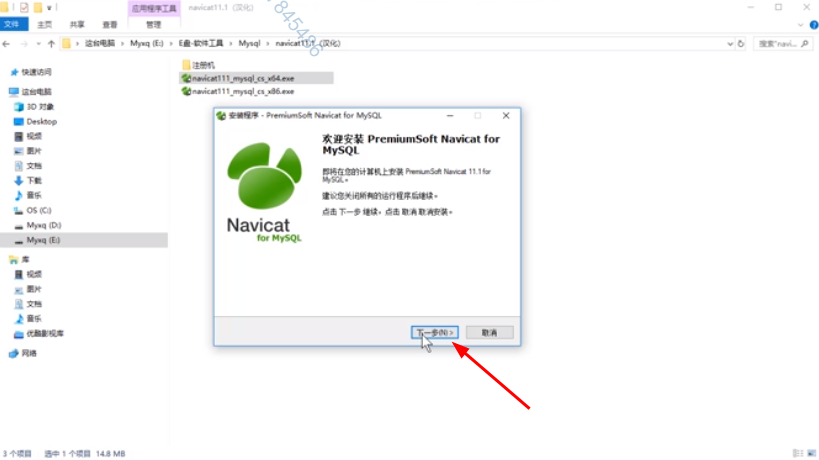 应用程序工具 navicat11.1 (汉化)
文件 主页 共享 查看 管理
这台电脑 › Myxq (E:) › E盘-软件工具 › Mysql › navicat11.1 (汉化) 搜索"navi...
快速访问
这台电脑
3D 对象
Desktop
视频
图片
文档
下载
音乐
OS (C:)
Myxq (D:)
Myxq (E:)
库
视频
图片
文档
音乐
优酷影视库
网络
注册机
navicat111_mysql_cs_x64.exe
navicat111_mysql_cs_x86.exe
安装程序 - PremiumSoft Navicat for MySQL
欢迎安装 PremiumSoft Navicat for
MySQL
即将在您的计算机上安装 PremiumSoft Navicat 11.1 for
MySQL。
建议您关闭所有的运行程序后继续。
点击 下一步 继续，点击 取消 取消安装。
Navicat
for MySQL
下一步(N) > 取消
3 个项目 选中 1 个项目 14.8 MB